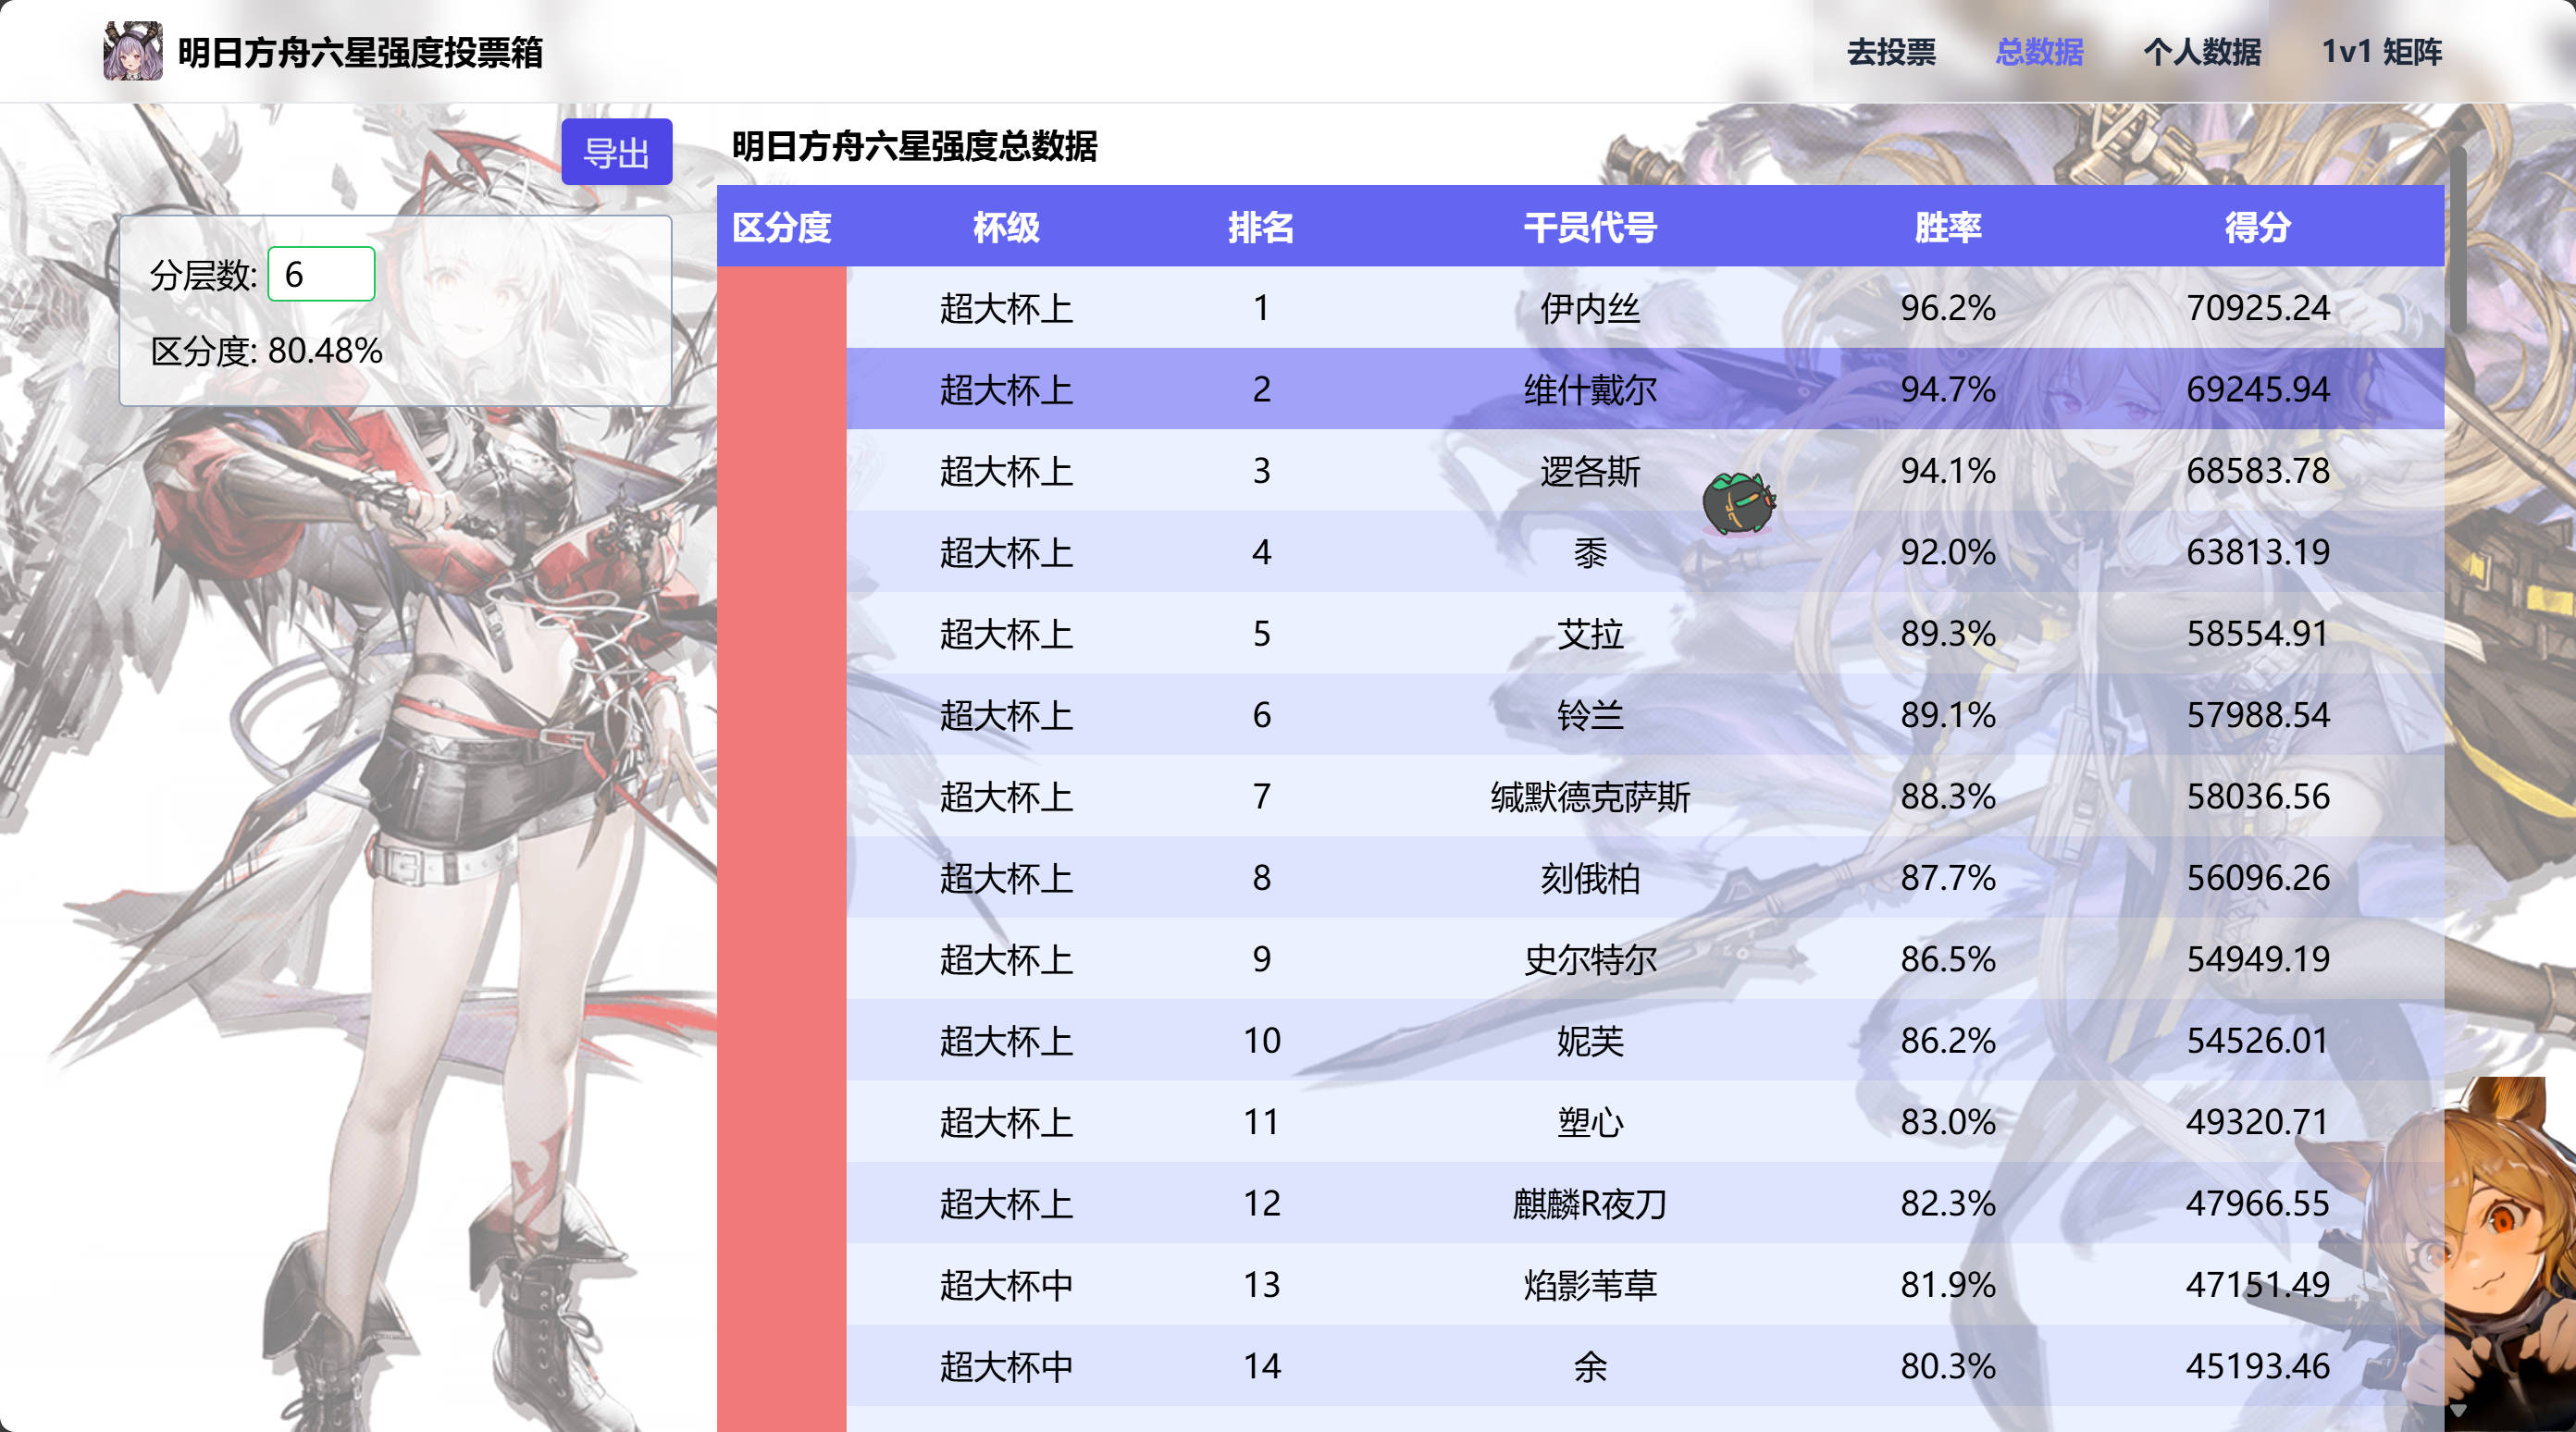 明日方舟六星强度投票箱 去投票 总数据 个人数据 1v1 矩阵
导出
分层数: 6
区分度: 80.48%
明日方舟六星强度总数据
区分度 杯级 排名 干员代号 胜率 得分
超大杯上 1 伊内丝 96.2% 70925.24
超大杯上 2 维什戴尔 94.7% 69245.94
超大杯上 3 逻各斯 94.1% 68583.78
超大杯上 4 黍 92.0% 63813.19
超大杯上 5 艾拉 89.3% 58554.91
超大杯上 6 铃兰 89.1% 57988.54
超大杯上 7 缄默德克萨斯 88.3% 58036.56
超大杯上 8 刻俄柏 87.7% 56096.26
超大杯上 9 史尔特尔 86.5% 54949.19
超大杯上 10 妮芙 86.2% 54526.01
超大杯上 11 塑心 83.0% 49320.71
超大杯上 12 麒麟R夜刀 82.3% 47966.55
超大杯中 13 焰影苇草 81.9% 47151.49
超大杯中 14 余 80.3% 45193.46